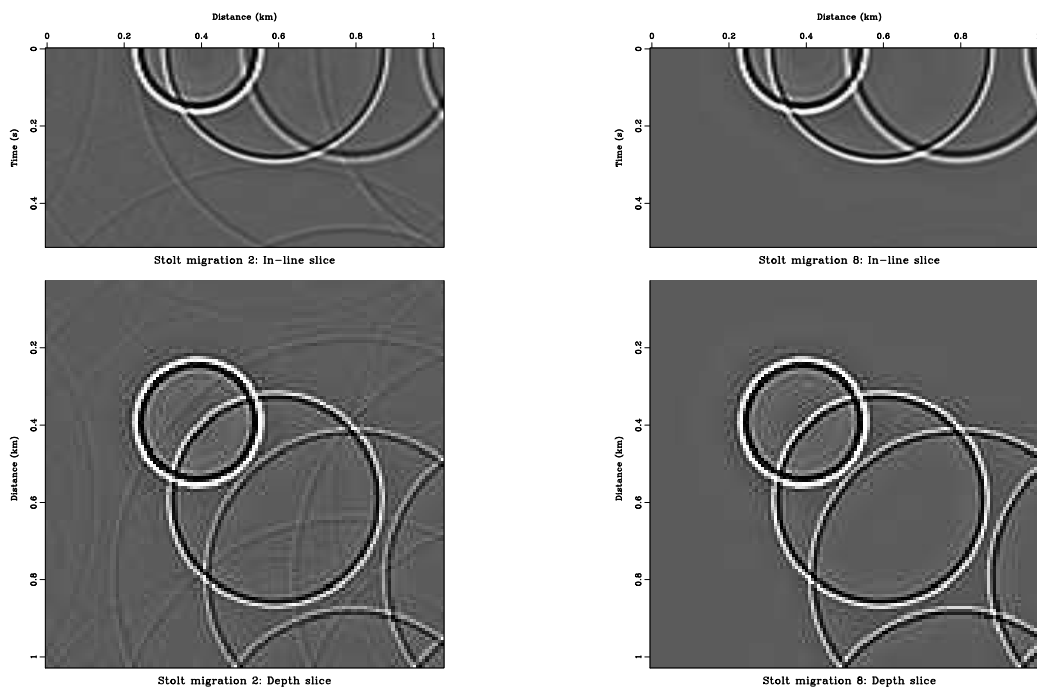 Distance (km)
0.2 0.4 0.6 0.8 1
0
0.2
0.4
Time (s)
Stolt migration 2: In-line slice
Distance (km)
0 0.2 0.4 0.6 0.8
0
0.2
0.4
Time (s)
Stolt migration 8: In-line slice
0.2
0.4
0.6
0.8
1
Distance (km)
Stolt migration 2: Depth slice
0.2
0.4
0.6
0.8
1
Distance (km)
Stolt migration 8: Depth slice